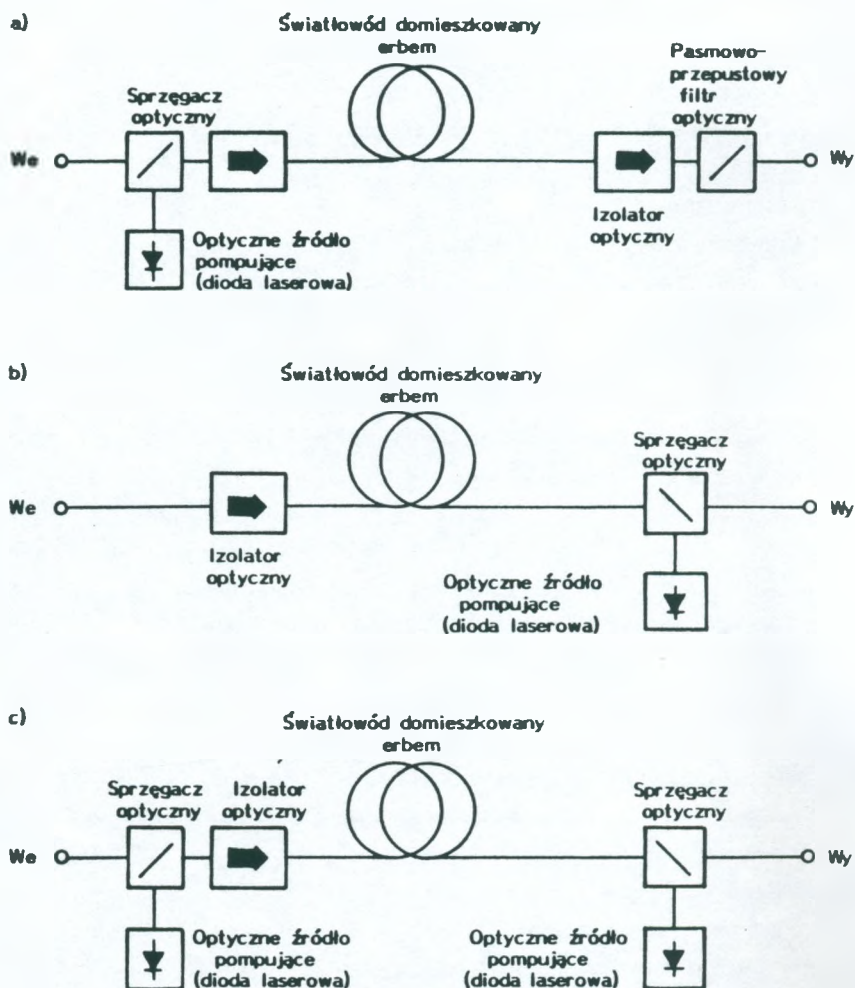 a)
Światłowód domieszkowany
erbem
Pasmowo-
przepustowy
filtr
optyczny
Sprzęgacz
optyczny
We
Wy
Izolator
optyczny
Optyczne źródło
pompujące
(dioda laserowa)
b)
Światłowód domieszkowany
erbem
Sprzęgacz
optyczny
We
Wy
Izolator
optyczny
Optyczne źródło
pompujące
(dioda laserowa)
c)
Światłowód domieszkowany
erbem
Sprzęgacz
optyczny
Izolator
optyczny
Sprzęgacz
optyczny
We
Wy
Optyczne źródło
pompujące
(dioda laserowa)
Optyczne źródło
pompujące
(dioda laserowa)